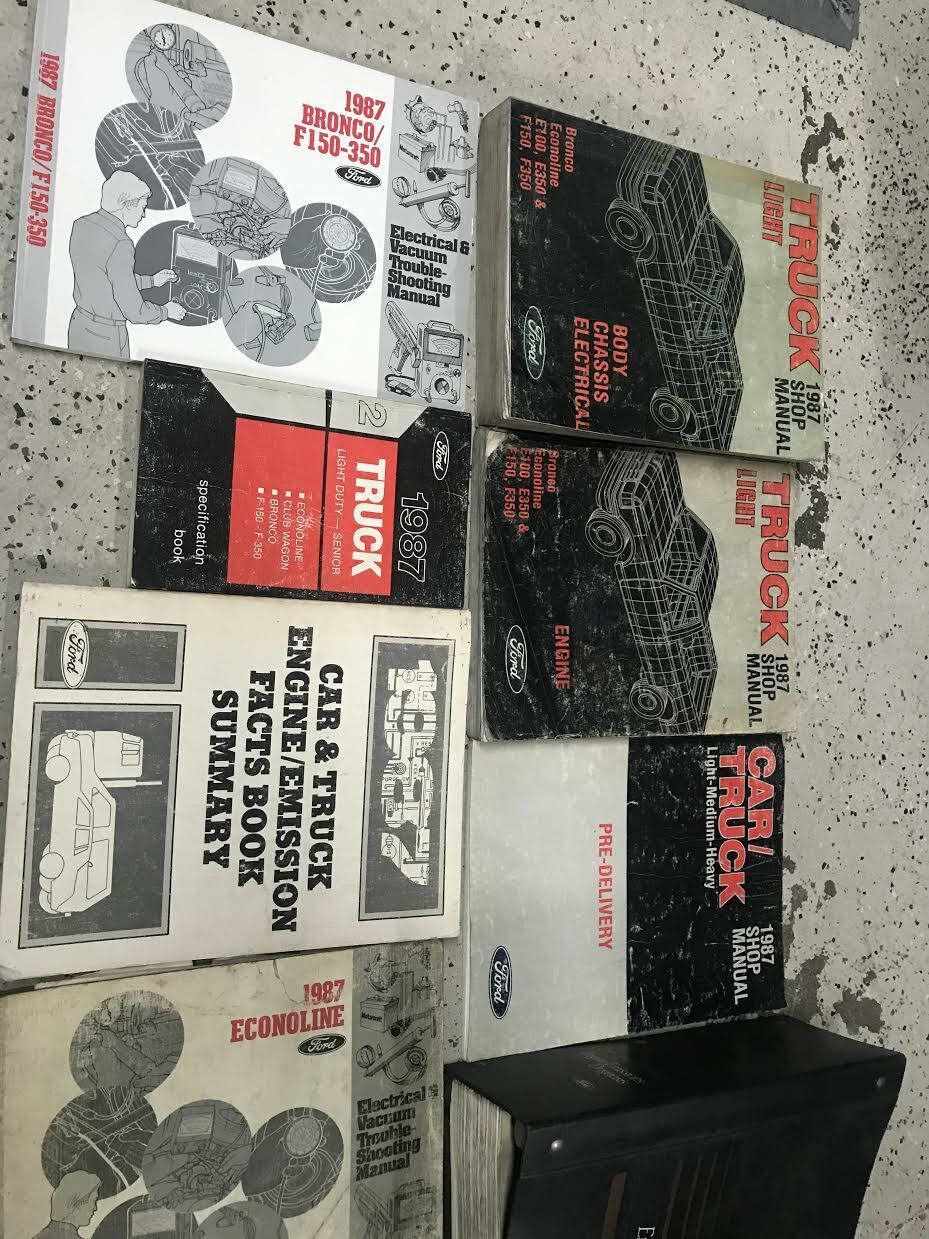 1987 BRONCO/F150-350
1987
BRONCO/
F150-350
Ford
Electrical &
Vacuum
Trouble-
Shooting
Manual
TRUCK
LIGHT
1987
SHOP
MANUAL
Bronco
Econoline
E100, E350 &
F150, F350
BODY
CHASSIS
ELECTRICAL
Ford
1987
Ford
2
TRUCK
LIGHT DUTY — SENIOR
■ ECONOLINE
■ CLUB WAGON
■ BRONCO
■ F-150 - F-350
specification
book
TRUCK
LIGHT
1987
SHOP
MANUAL
Bronco
Econoline
E100, E350 &
F150, F350
ENGINE
Ford
CAR & TRUCK
ENGINE/EMISSION
FACTS BOOK
SUMMARY
Ford
CAR/
TRUCK
Light-Medium-Heavy
1987
SHOP
MANUAL
PRE-DELIVERY
Ford
1987
ECONOLINE
Ford
Motorcraft
Electrical &
Vacuum
Trouble-
Shooting
Manual